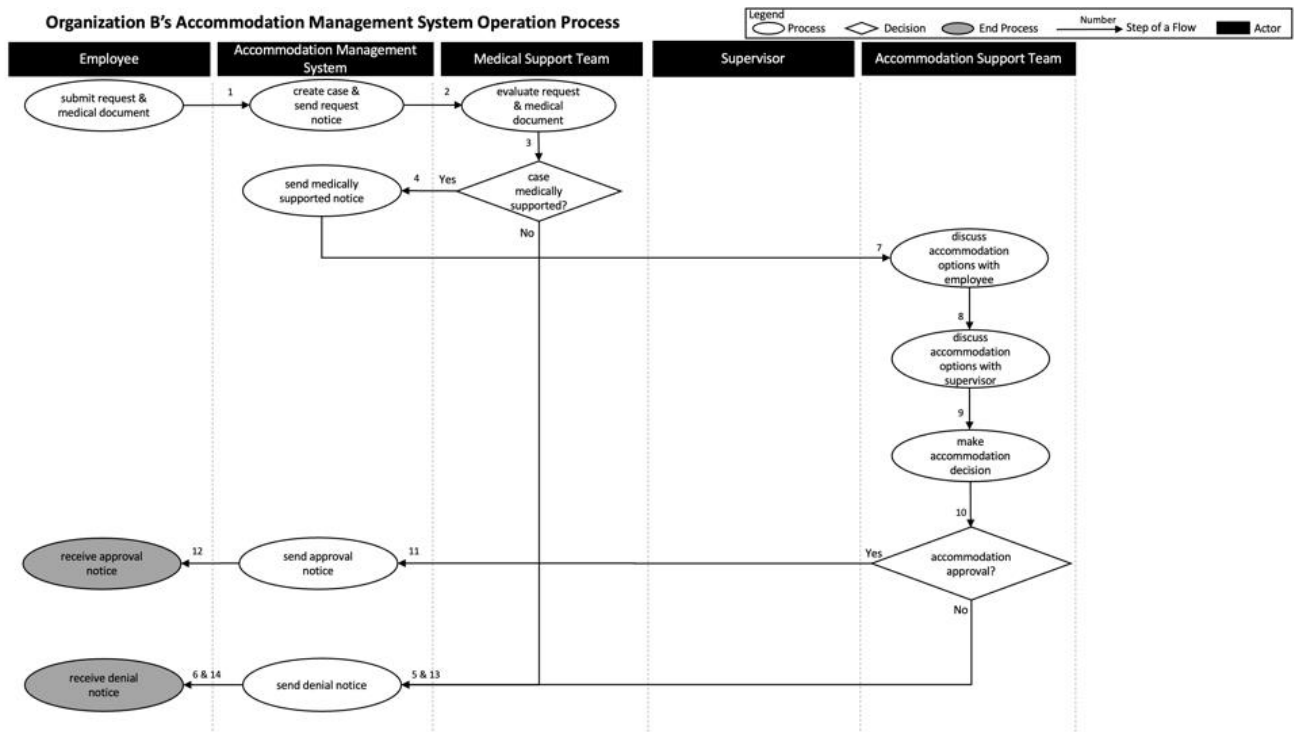 Organization B's Accommodation Management System Operation Process
Legend
Process
Decision
End Process
Number
Step of a Flow
Actor
Employee
Accommodation Management
System
Medical Support Team
Supervisor
Accommodation Support Team
submit request &
medical document
1
create case &
send request
notice
2
evaluate request
& medical
document
3
send medically
supported notice
4
Yes
case
medically
supported?
No
7
discuss
accommodation
options with
employee
8
discuss
accommodation
options with
supervisor
9
make
accommodation
decision
10
receive approval
notice
12
send approval
notice
11
Yes
accommodation
approval?
No
receive denial
notice
6 & 14
send denial notice
5 & 13